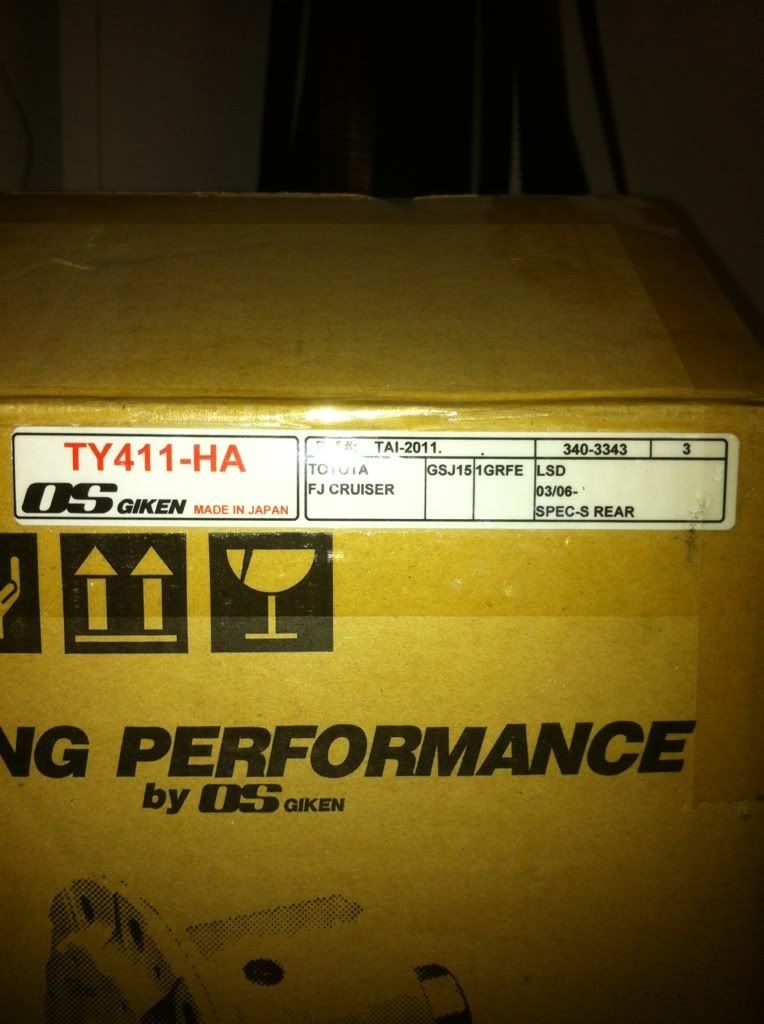 TY411-HA
OS GIKEN MADE IN JAPAN
TAI-2011. .
340-3343
3
TOYOTA
FJ CRUISER
GSJ15
1GRFE
LSD
03/06-
SPEC-S REAR
NG PERFORMANCE
by OS GIKEN